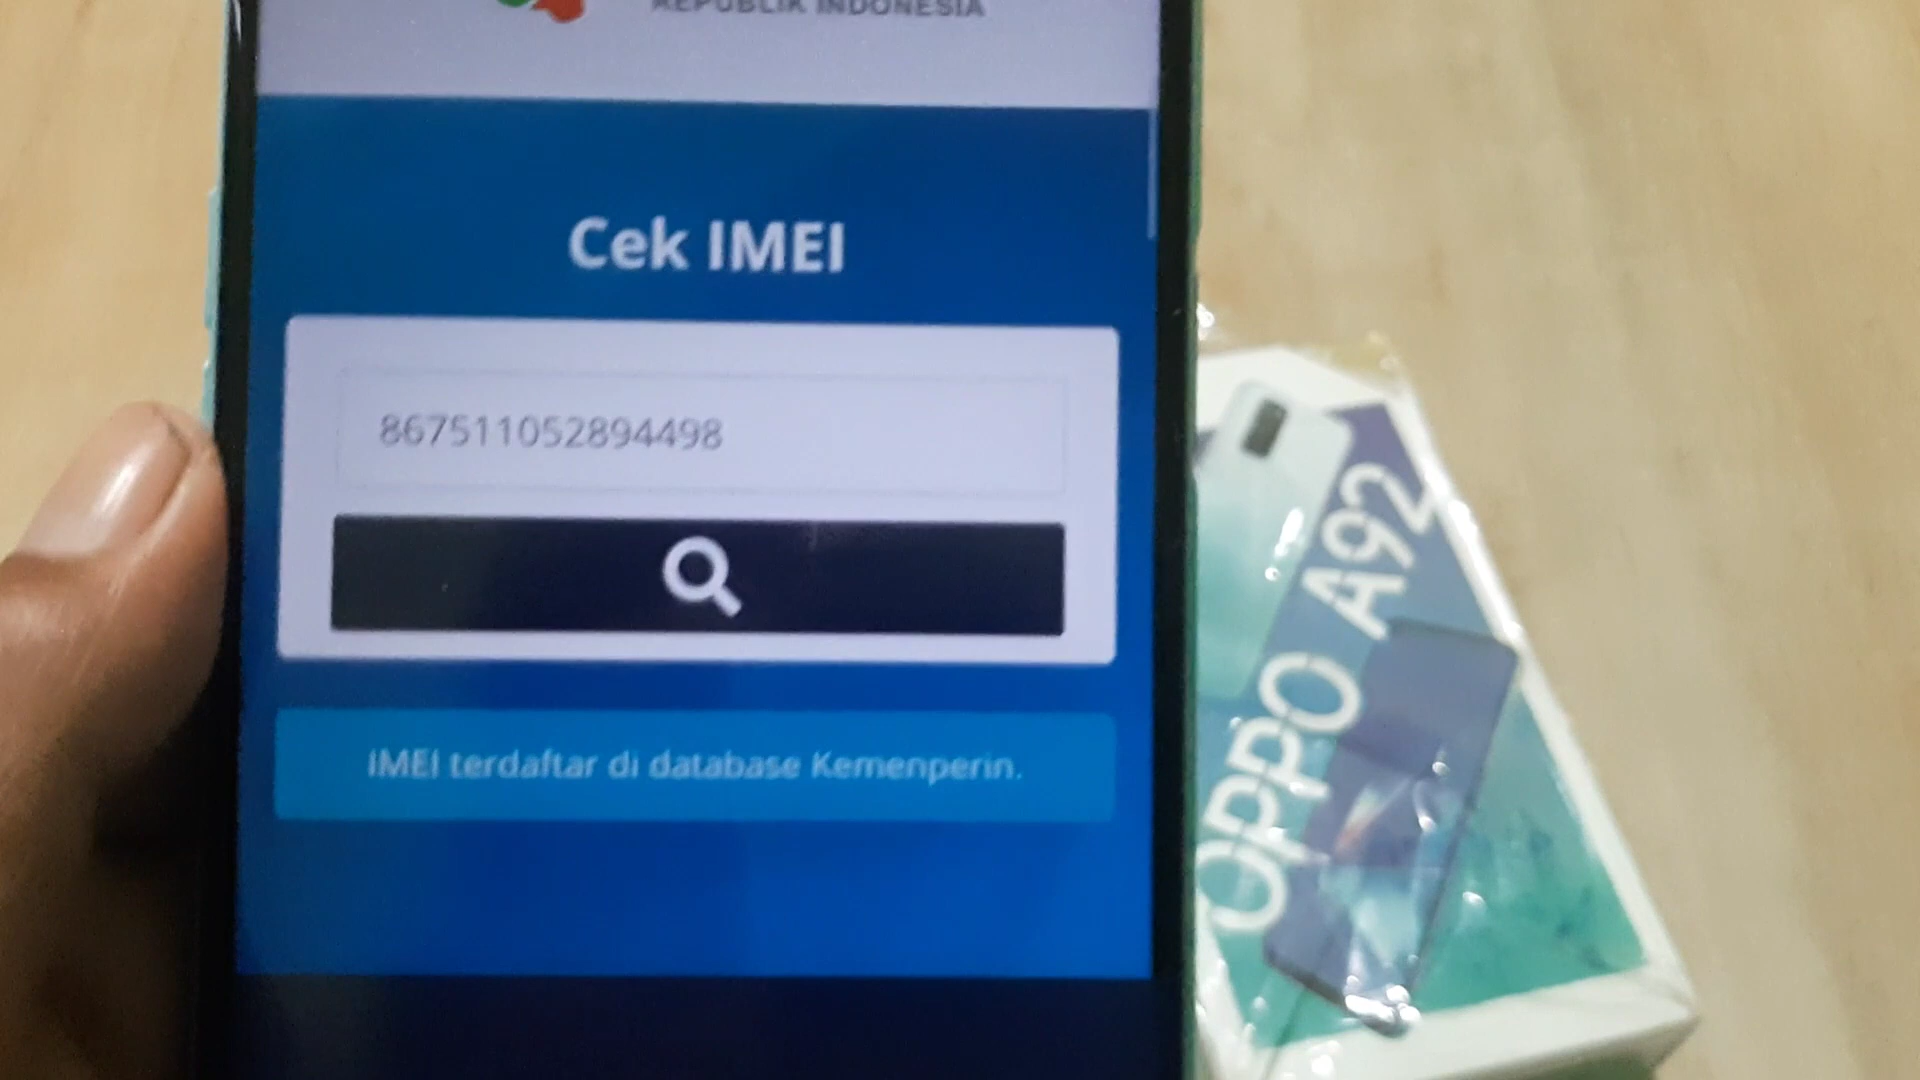 REPUBLIK INDONESIA
Cek IMEI
867511052894498
IMEI terdaftar di database Kemenperin.
OPPO A92